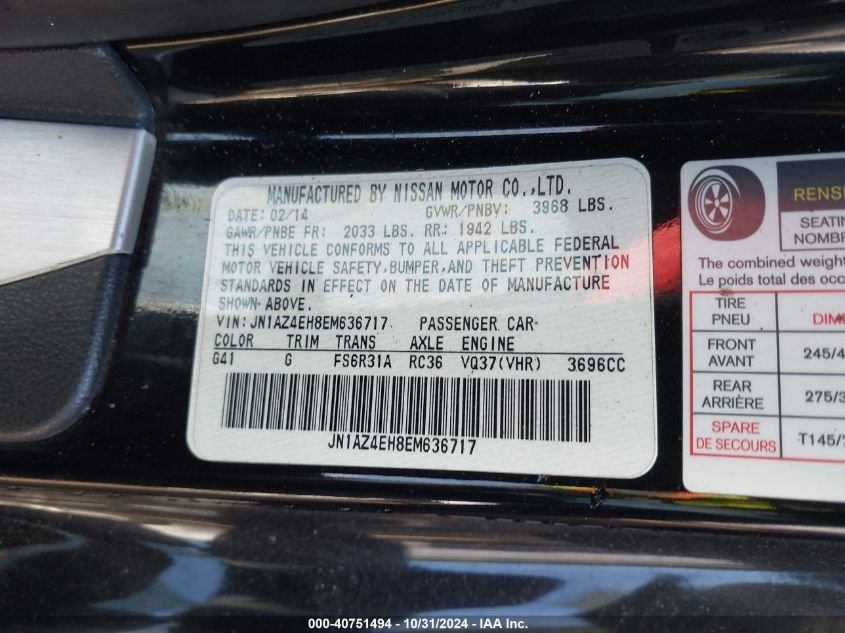 MANUFACTURED BY NISSAN MOTOR CO.,LTD.
DATE: 02/14 GVWR/PNBV: 3968 LBS.
GAWR/PNBE FR: 2033 LBS. RR: 1942 LBS.
THIS VEHICLE CONFORMS TO ALL APPLICABLE FEDERAL
MOTOR VEHICLE SAFETY,BUMPER,AND THEFT PREVENTION
STANDARDS IN EFFECT ON THE DATE OF MANUFACTURE
SHOWN ABOVE.
VIN: JN1AZ4EH8EM636717 PASSENGER CAR
COLOR TRIM TRANS AXLE ENGINE
G41 G FS6R31A RC36 VQ37(VHR) 3696CC
JN1AZ4EH8EM636717
RENSE
SEATIN
NOMBR
The combined weight
Le poids total des occ
TIRE
PNEU
DIM
FRONT
AVANT
245/4
REAR
ARRIÈRE
275/3
SPARE
DE SECOURS
T145/7
000-40751494 - 10/31/2024 - IAA Inc.